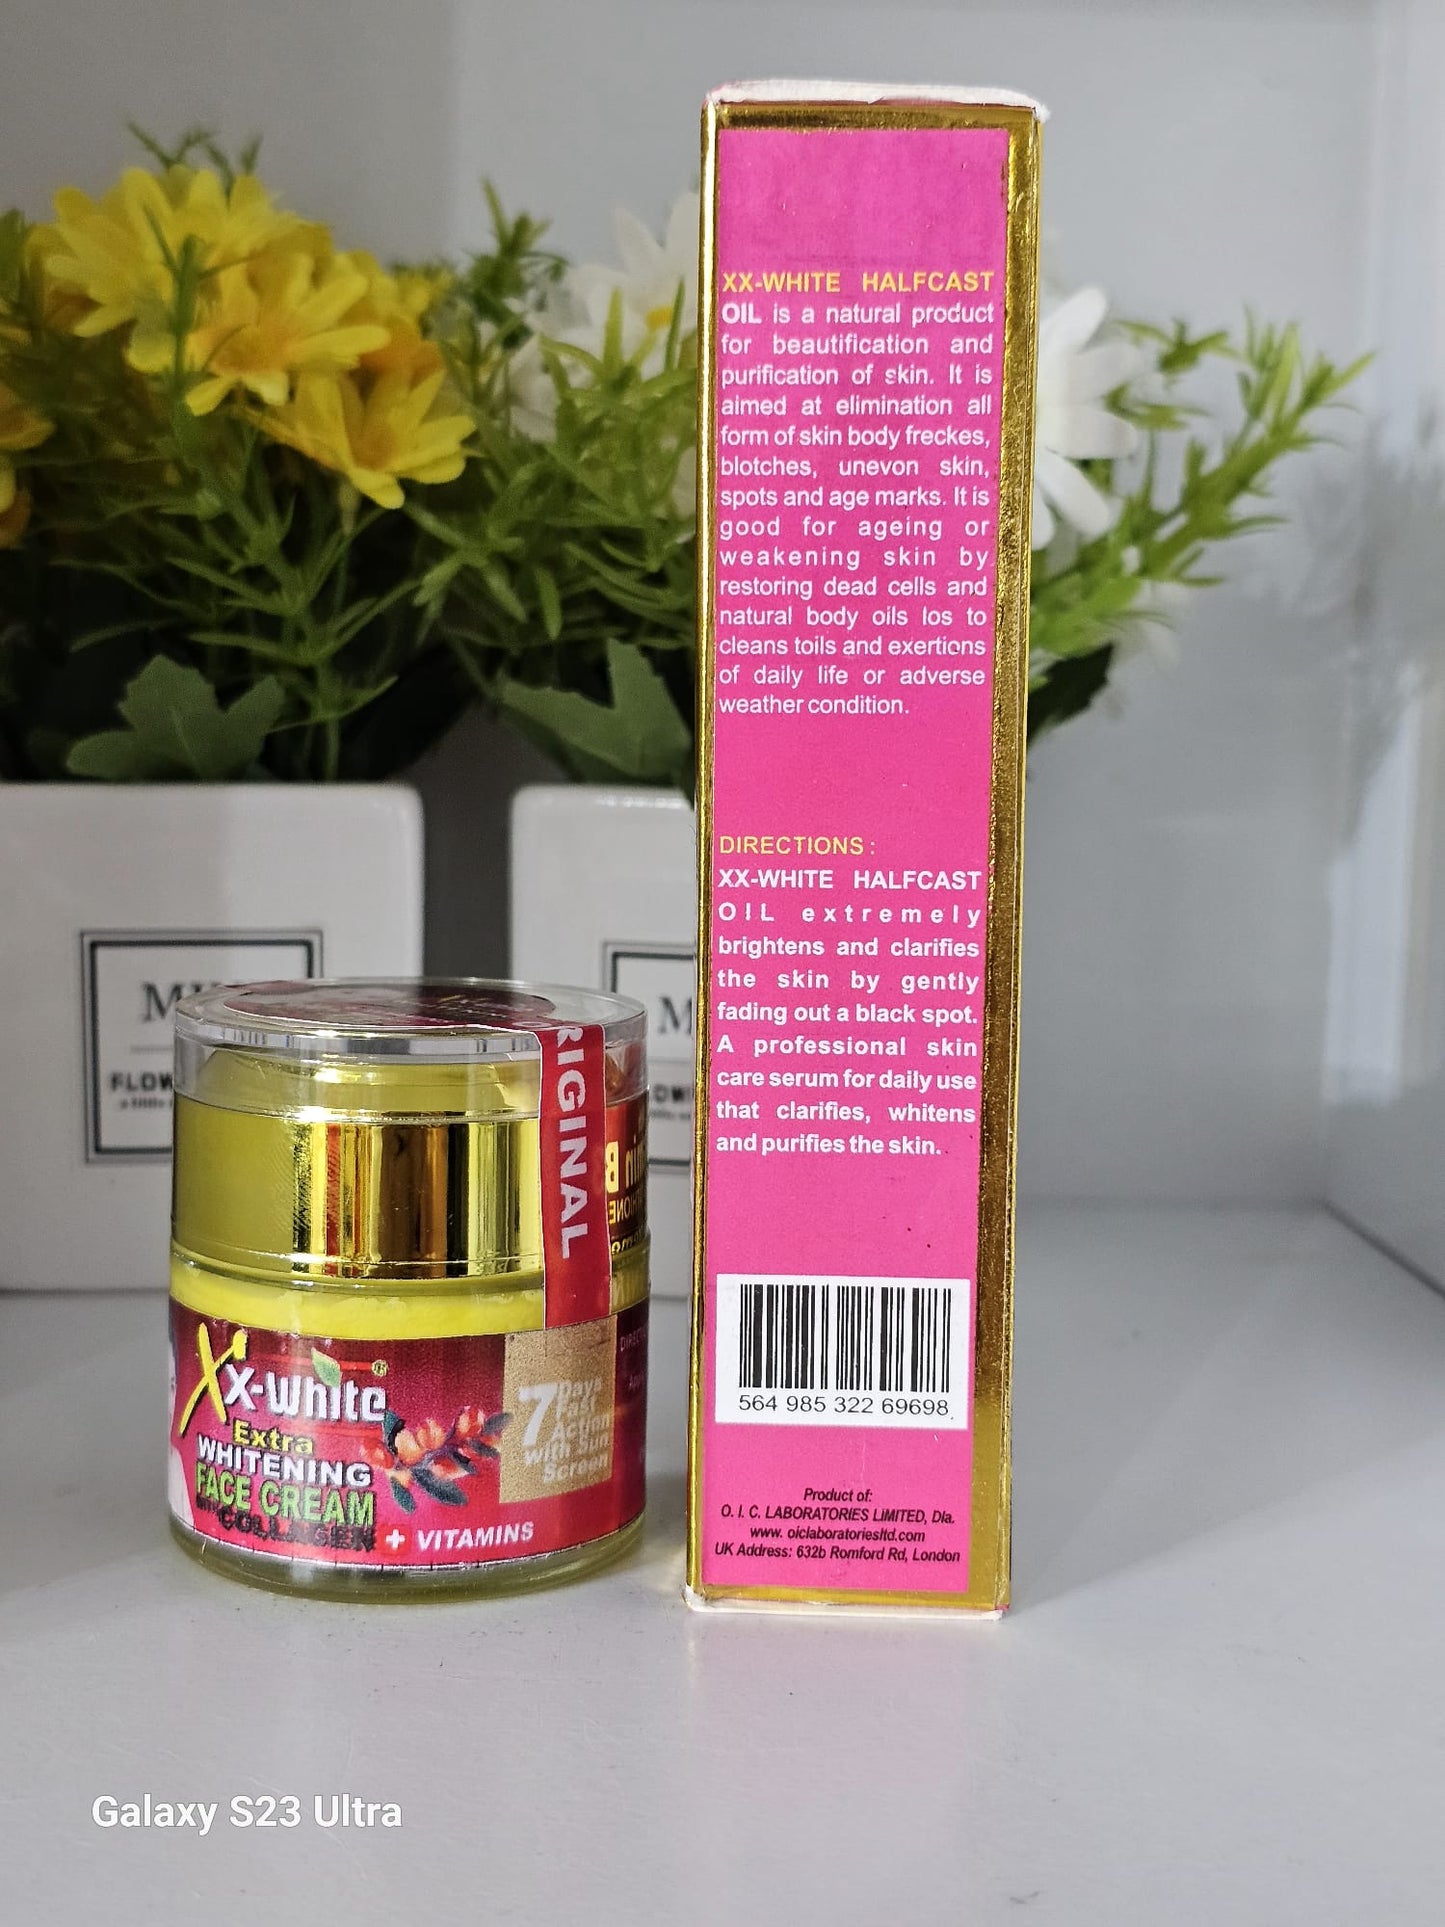 XX-WHITE HALFCAST
OIL is a natural product
for beautification and
purification of skin. It is
aimed at elimination all
form of skin body freckes,
blotches, unevon skin,
spots and age marks. It is
good for ageing or
weakening skin by
restoring dead cells and
natural body oils los to
cleans toils and exertions
of daily life or adverse
weather condition.
DIRECTIONS :
XX-WHITE HALFCAST
OIL extremely
brightens and clarifies
the skin by gently
fading out a black spot.
A professional skin
care serum for daily use
that clarifies, whitens
and purifies the skin.
564 985 322 69698
Product of:
O. I. C. LABORATORIES LIMITED, Dla.
www. oiclaboratoriesltd.com
UK Address: 632b Romford Rd, London
ORIGINAL
Xx-White®
Extra
WHITENING
FACE CREAM
WITH COLLAGEN + VITAMINS
7 Days
Fast
Action
with Sun
Screen
Galaxy S23 Ultra